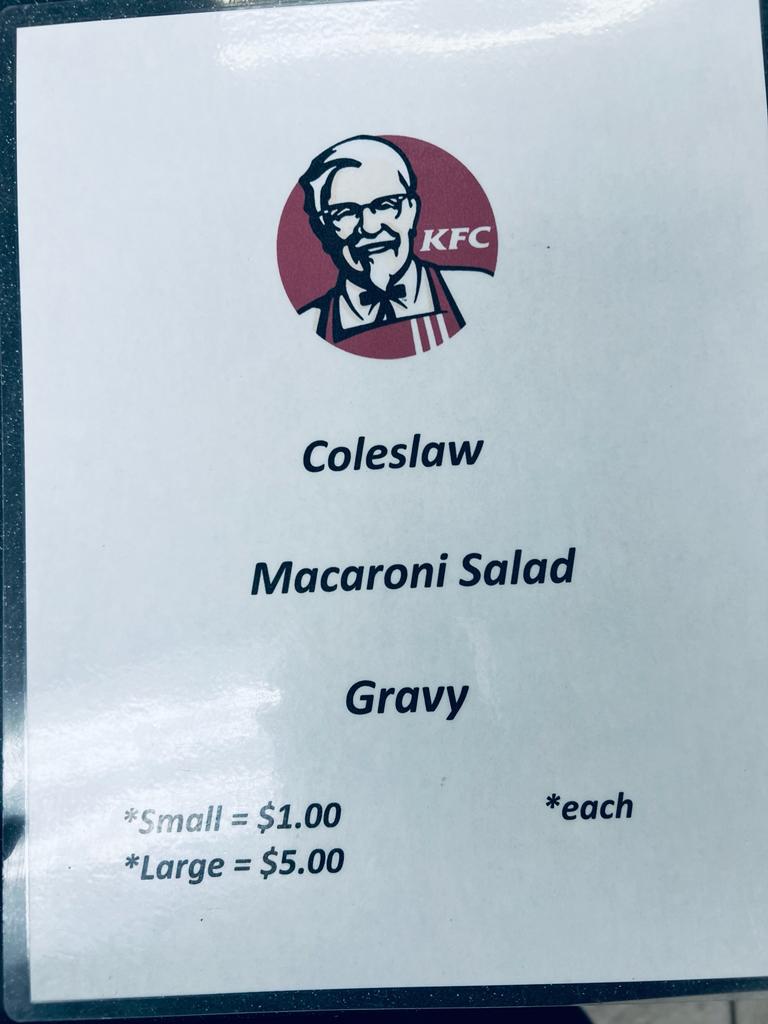 KFC
Coleslaw
Macaroni Salad
Gravy
*Small = $1.00 *each
*Large = $5.00